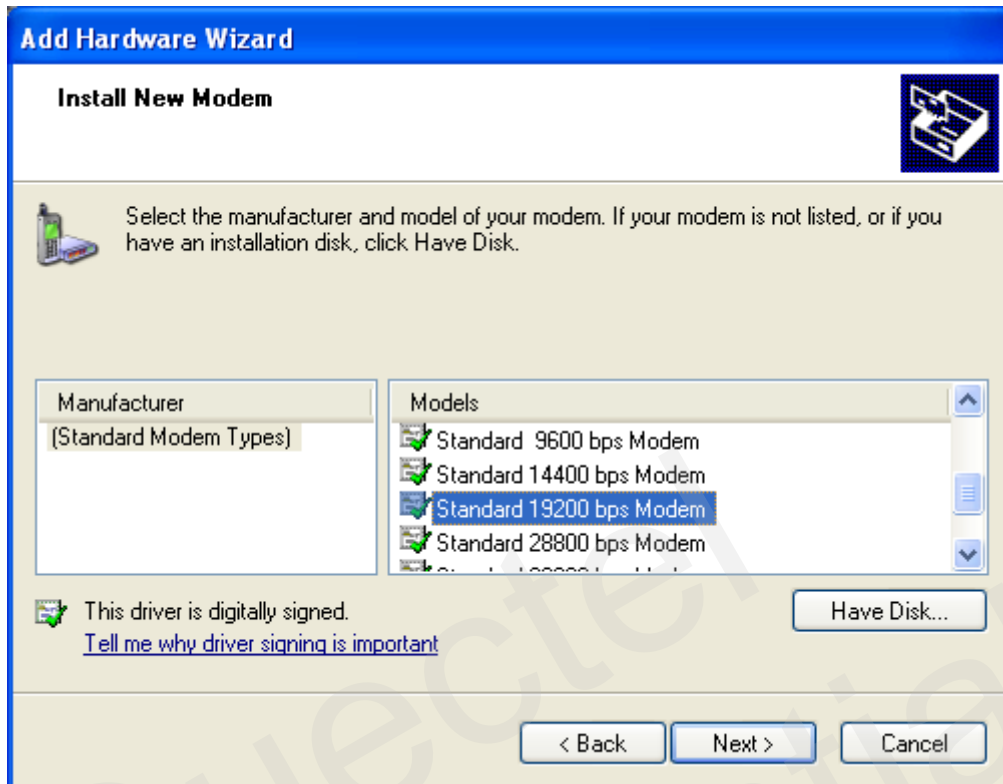 Add Hardware Wizard
Install New Modem
Select the manufacturer and model of your modem. If your modem is not listed, or if you
have an installation disk, click Have Disk.
Manufacturer
(Standard Modem Types)
Models
Standard  9600 bps Modem
Standard 14400 bps Modem
Standard 19200 bps Modem
Standard 28800 bps Modem
This driver is digitally signed.
Tell me why driver signing is important
Have Disk...
< Back
Next >
Cancel
Quectel